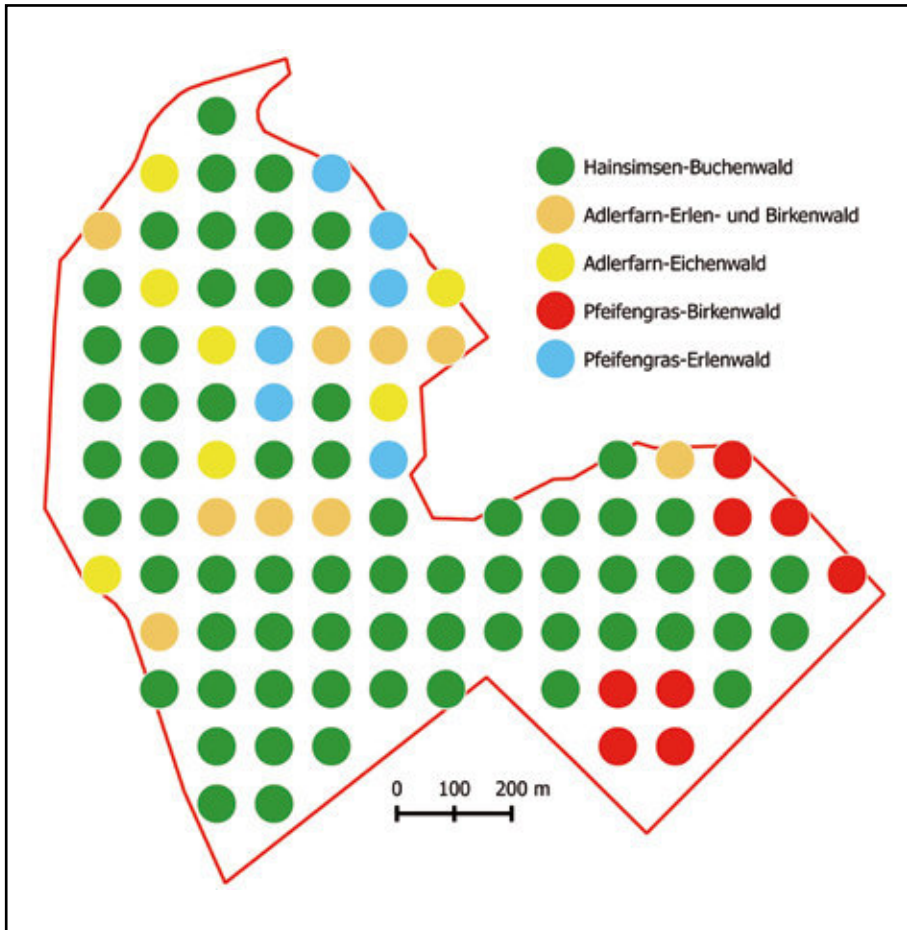 Hainsimsen-Buchenwald
Adlerfarn-Erlen- und Birkenwald
Adlerfarn-Eichenwald
Pfeifengras-Birkenwald
Pfeifengras-Erlenwald
0 100 200 m